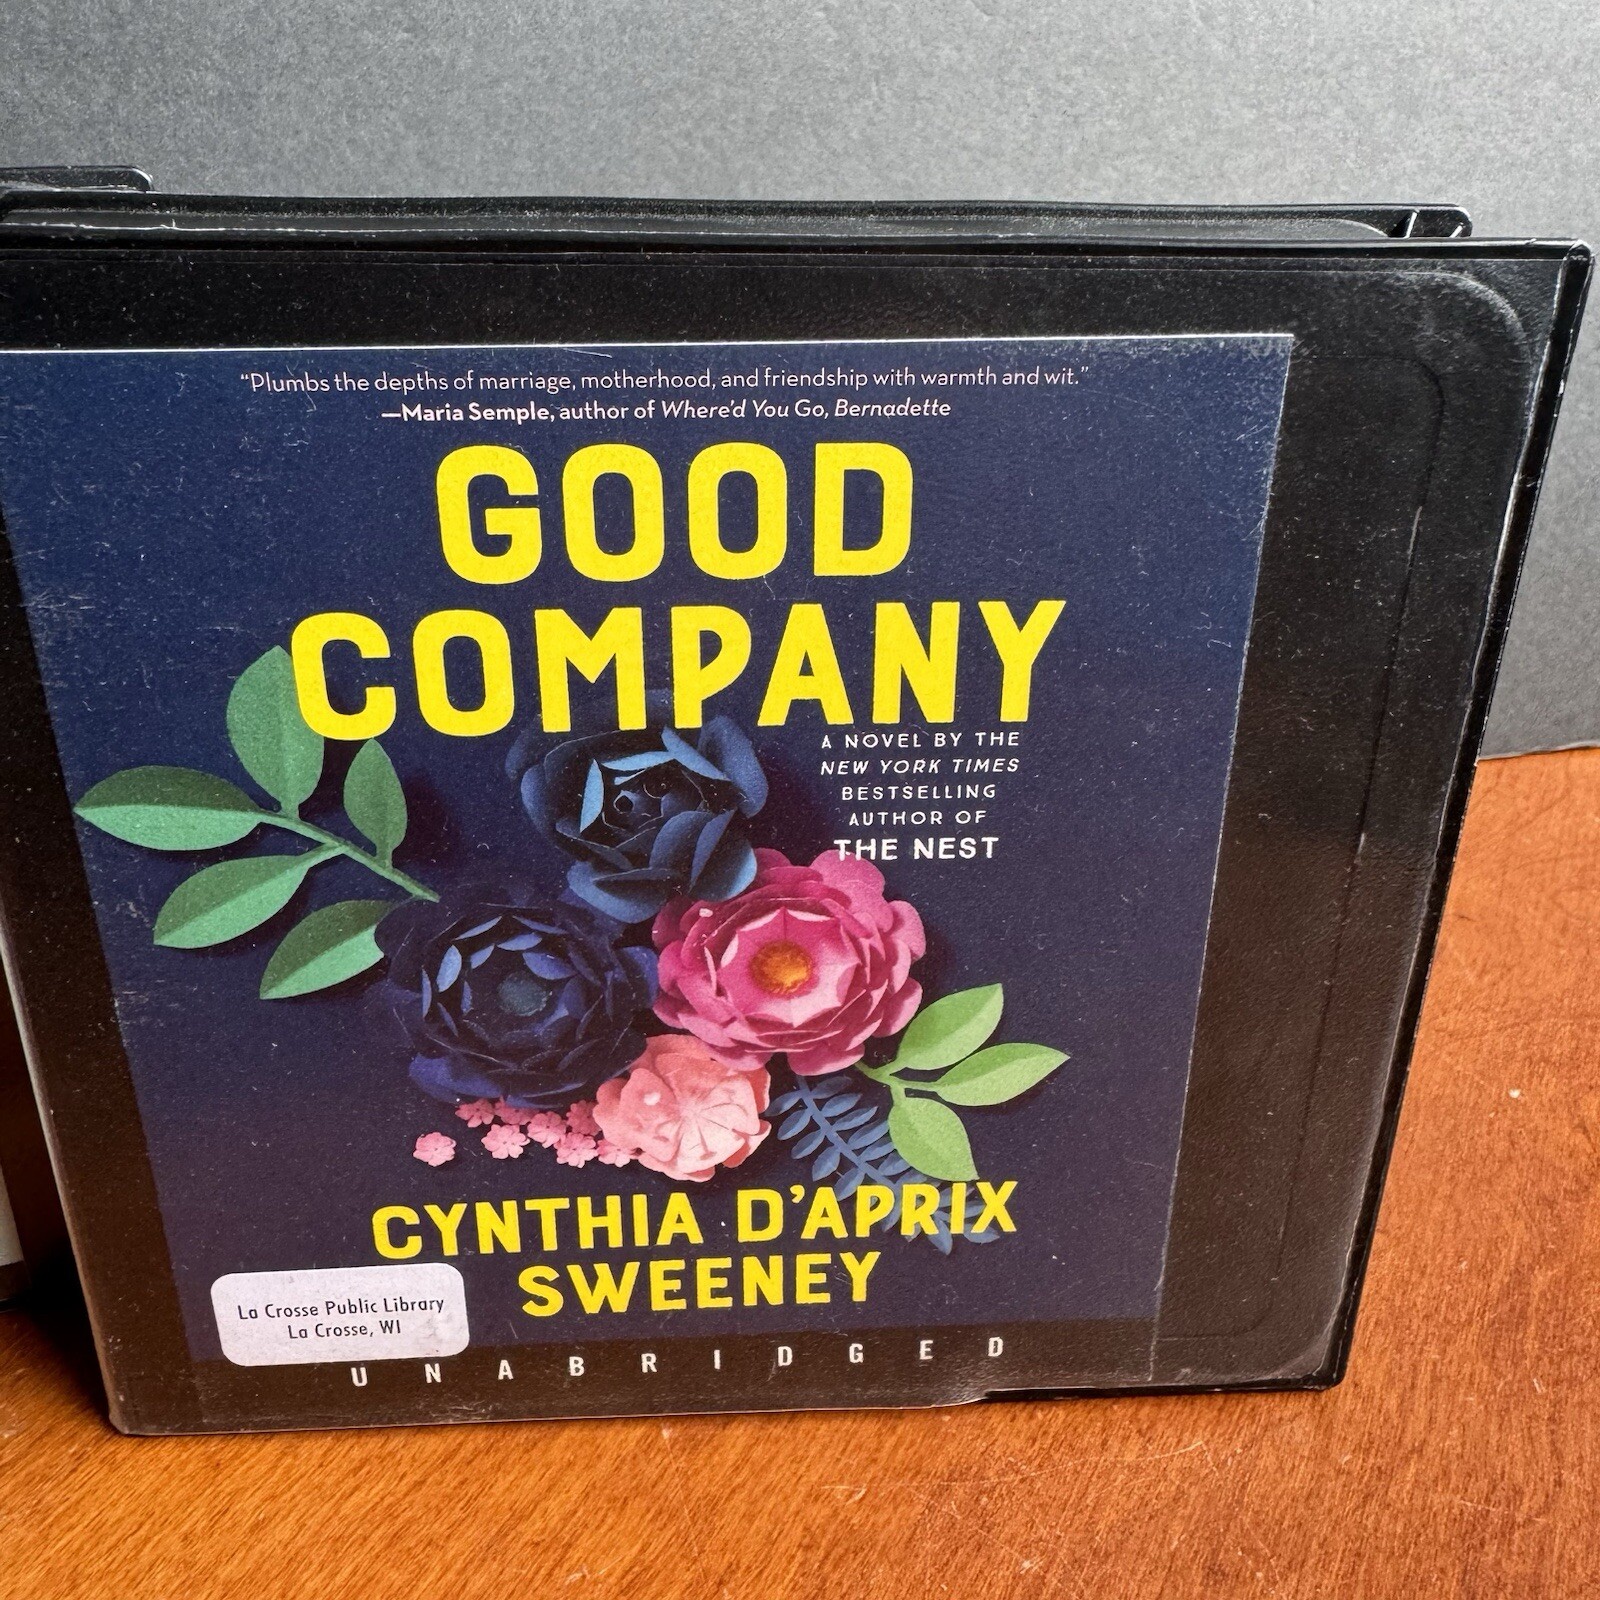 “Plumbs the depths of marriage, motherhood, and friendship with warmth and wit.”
—Maria Semple, author of Where’d You Go, Bernadette
GOOD
COMPANY
A NOVEL BY THE
NEW YORK TIMES
BESTSELLING
AUTHOR OF
THE NEST
CYNTHIA D’APRIX
SWEENEY
La Crosse Public Library
La Crosse, WI
UNABRIDGED